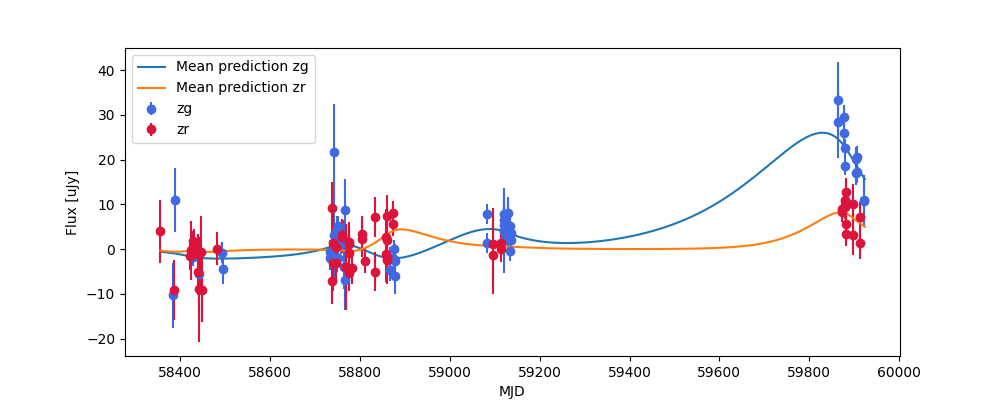 Mean prediction zg
Mean prediction zr
zg
zr
40
30
20
10
0
−10
−20
Flux [uJy]
58400 58600 58800 59000 59200 59400 59600 59800 60000
MJD